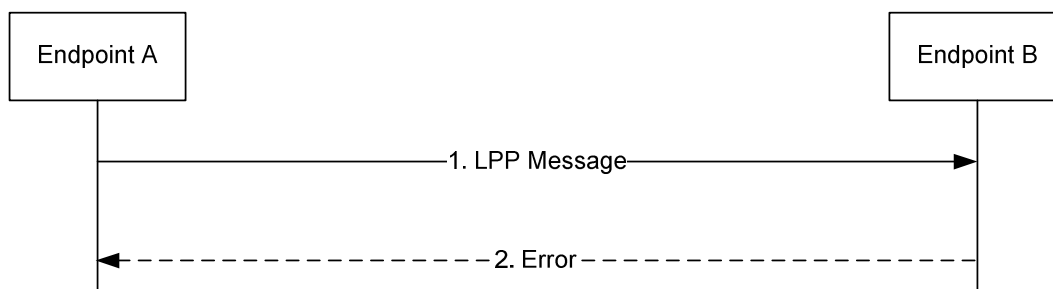 Endpoint A
Endpoint B
1. LPP Message
2. Error